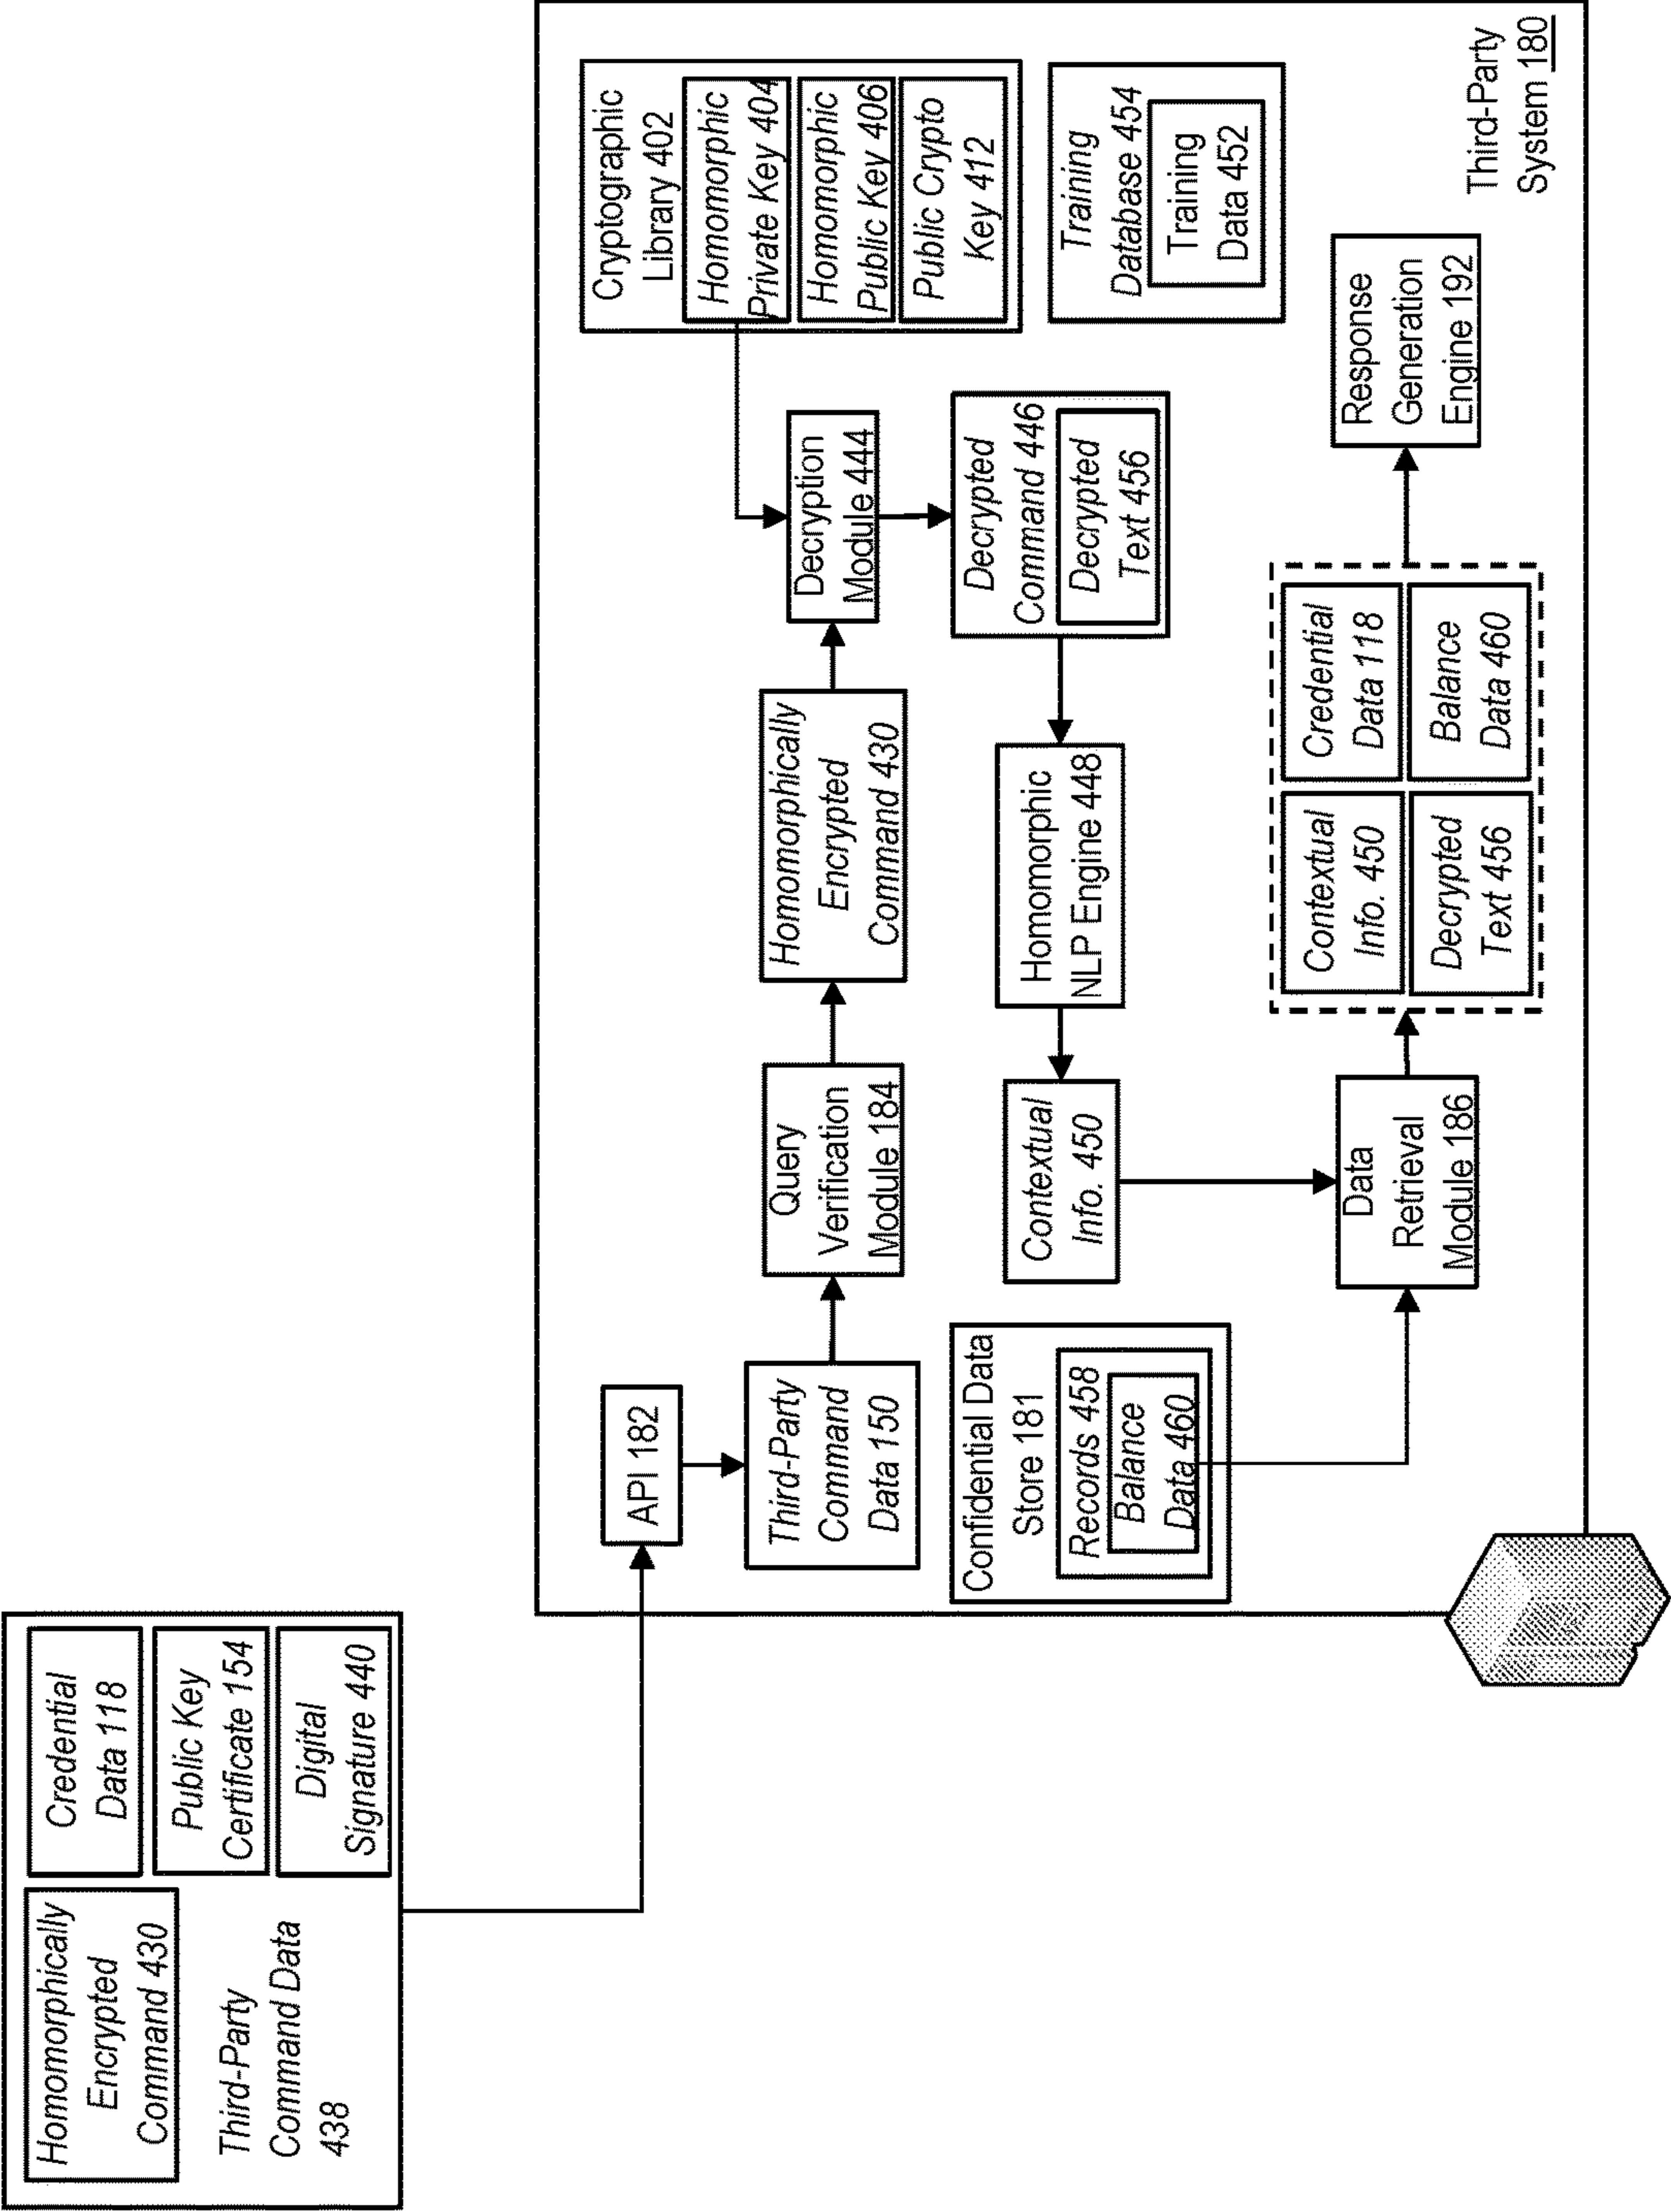 Homomorphically
Encrypted
Command 430
Credential
Data 118
Public Key
Certificate 154
Digital
Signature 440
Third-Party
Command Data
438
API 182
Third-Party
Command
Data 150
Query
Verification
Module 184
Homomorphically
Encrypted
Command 430
Decryption
Module 444
Cryptographic
Library 402
Homomorphic
Private Key 404
Homomorphic
Public Key 406
Public Crypto
Key 412
Confidential Data
Store 181
Records 458
Balance
Data 460
Contextual
Info. 450
Homomorphic
NLP Engine 448
Decrypted
Command 446
Decrypted
Text 456
Training
Database 454
Training
Data 452
Data
Retrieval
Module 186
Contextual
Info. 450
Credential
Data 118
Decrypted
Text 456
Balance
Data 460
Response
Generation
Engine 192
Third-Party
System 180